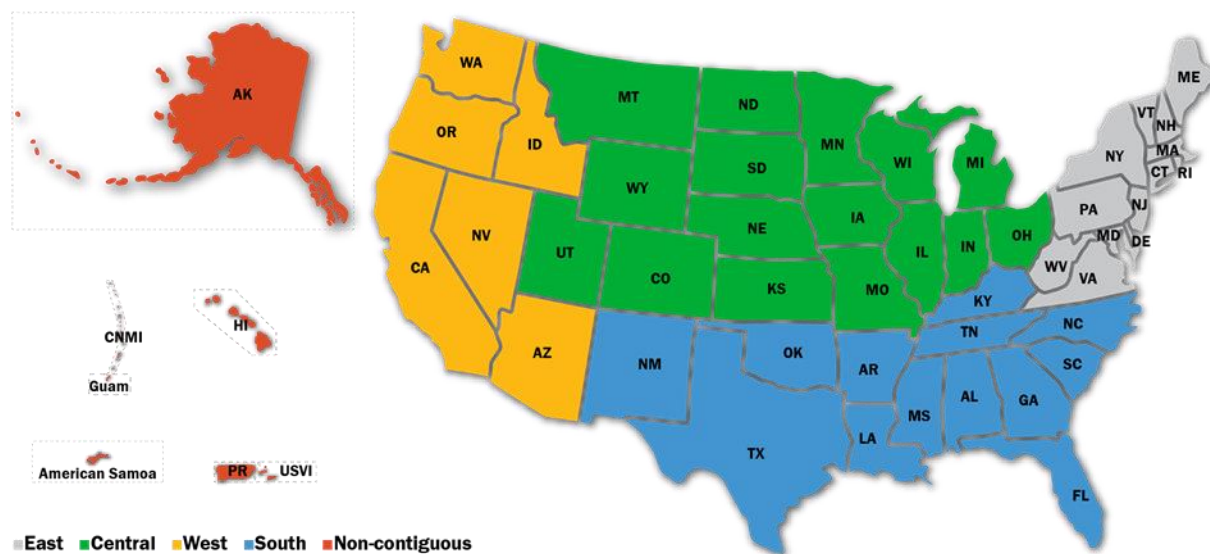 AK
CNMI
Guam
HI
American Samoa
PR
USVI
WA
OR
ID
MT
ND
MN
WI
MI
ME
VT
NH
MA
CT
RI
NY
PA
NJ
MD
DE
WV
VA
WY
SD
NE
IA
IL
IN
OH
CA
NV
UT
CO
KS
MO
KY
AZ
NM
OK
AR
TN
NC
SC
TX
LA
MS
AL
GA
FL
East Central West South Non-contiguous